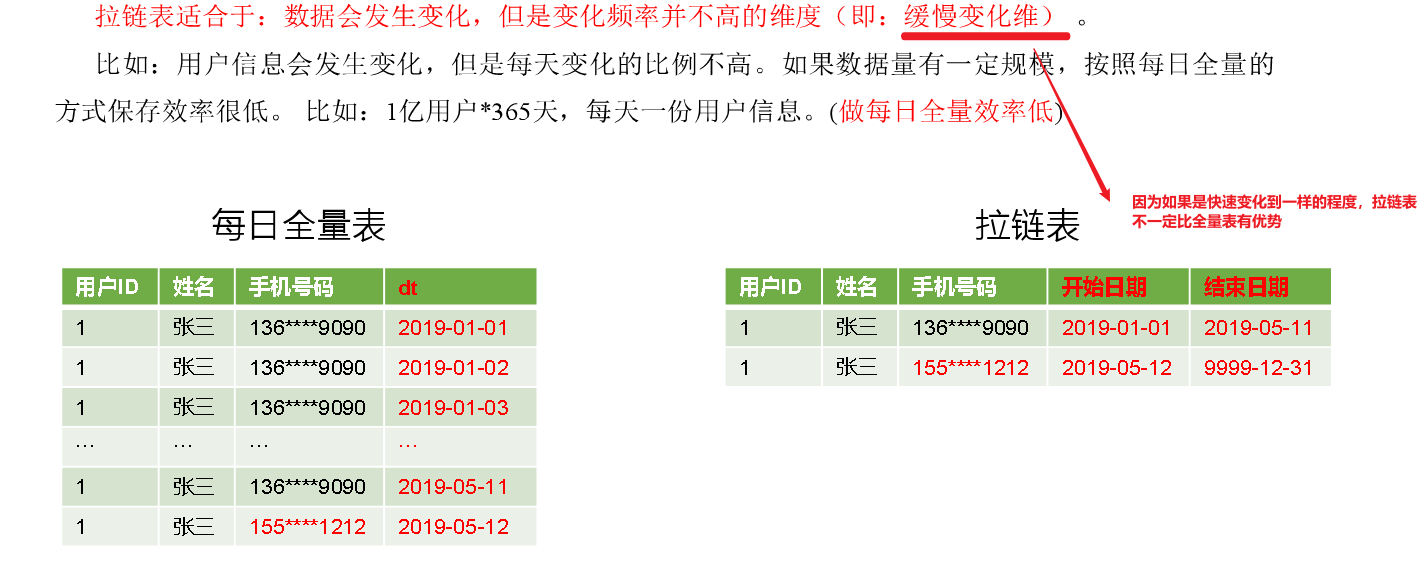 拉链表适合于：数据会发生变化，但是变化频率并不高的维度（即：缓慢变化维） 。
比如：用户信息会发生变化，但是每天变化的比例不高。如果数据量有一定规模，按照每日全量的
方式保存效率很低。 比如：1亿用户*365天，每天一份用户信息。(做每日全量效率低)
因为如果是快速变化到一样的程度，拉链表
不一定比全量表有优势
每日全量表
用户ID 姓名 手机号码 dt
1 张三 136****9090 2019-01-01
1 张三 136****9090 2019-01-02
1 张三 136****9090 2019-01-03
… … … …
1 张三 136****9090 2019-05-11
1 张三 155****1212 2019-05-12
拉链表
用户ID 姓名 手机号码 开始日期 结束日期
1 张三 136****9090 2019-01-01 2019-05-11
1 张三 155****1212 2019-05-12 9999-12-31